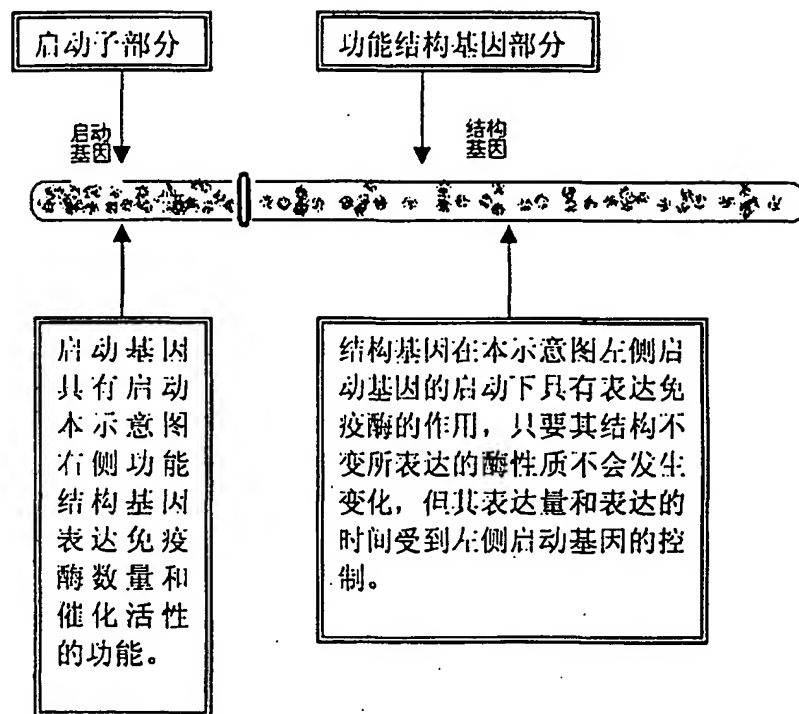 启动子部分
功能结构基因部分
启动
基因
结构
基因
启动基因
具有启动
本示意图
右侧功能
结构基因
表达免疫
酶数量和
催化活性
的功能。
结构基因在本示意图左侧启
动基因的启动下具有表达免
疫酶的作用，只要其结构不
变所表达的酶性质不会发生
变化，但其表达量和表达的
时间受到左侧启动基因的控
制。